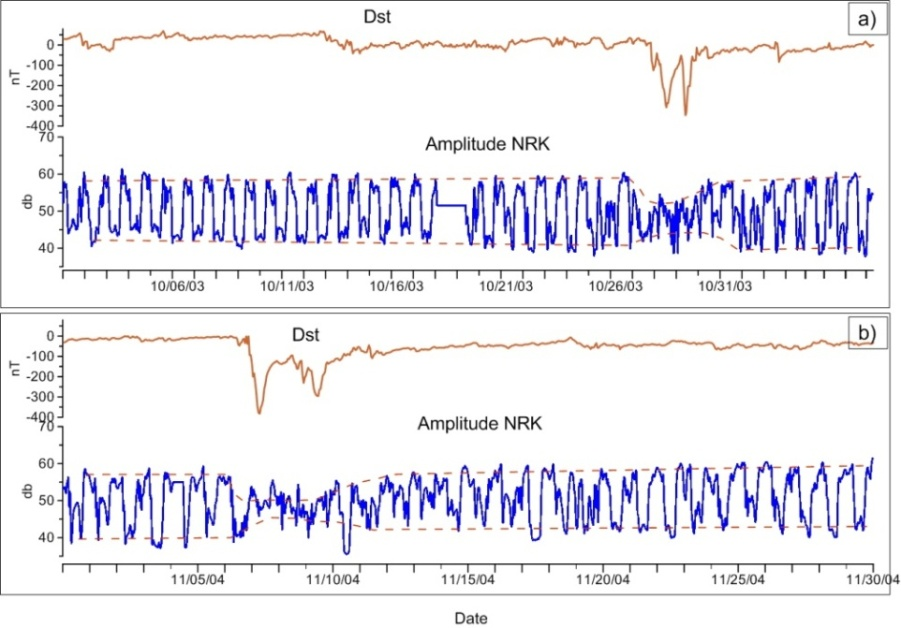 Dst
a)
0
-100
-200
-300
-400
nT
Amplitude NRK
70
60
50
40
db
10/06/03 10/11/03 10/16/03 10/21/03 10/26/03 10/31/03
b)
Dst
0
-100
-200
-300
-400
nT
Amplitude NRK
70
60
50
40
db
11/05/04 11/10/04 11/15/04 11/20/04 11/25/04 11/30/04
Date